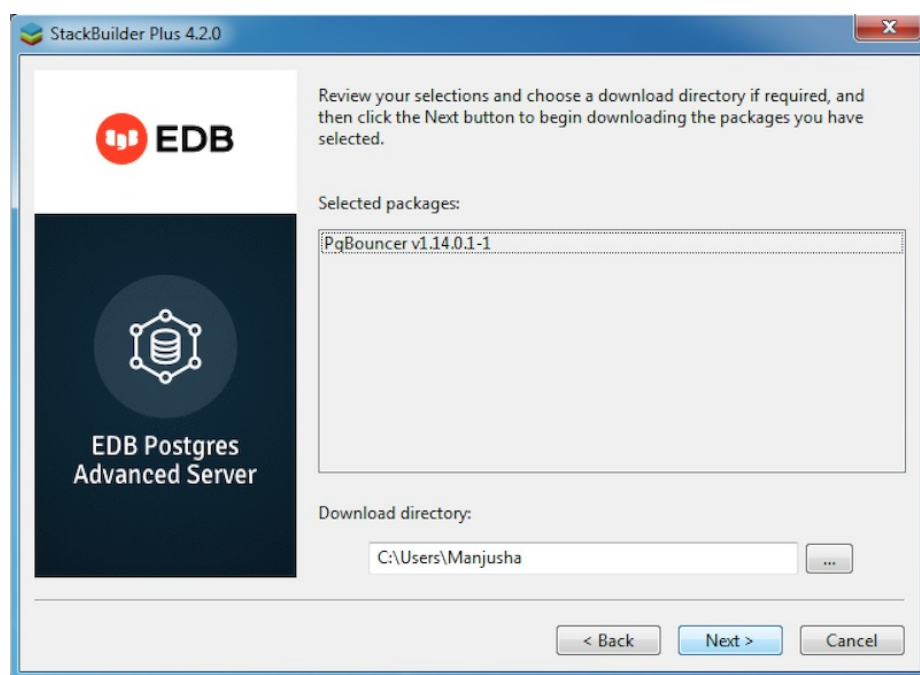 StackBuilder Plus 4.2.0
EDB
EDB Postgres
Advanced Server
Review your selections and choose a download directory if required, and
then click the Next button to begin downloading the packages you have
selected.
Selected packages:
PgBouncer v1.14.0.1-1
Download directory:
C:\Users\Manjusha
...
< Back
Next >
Cancel